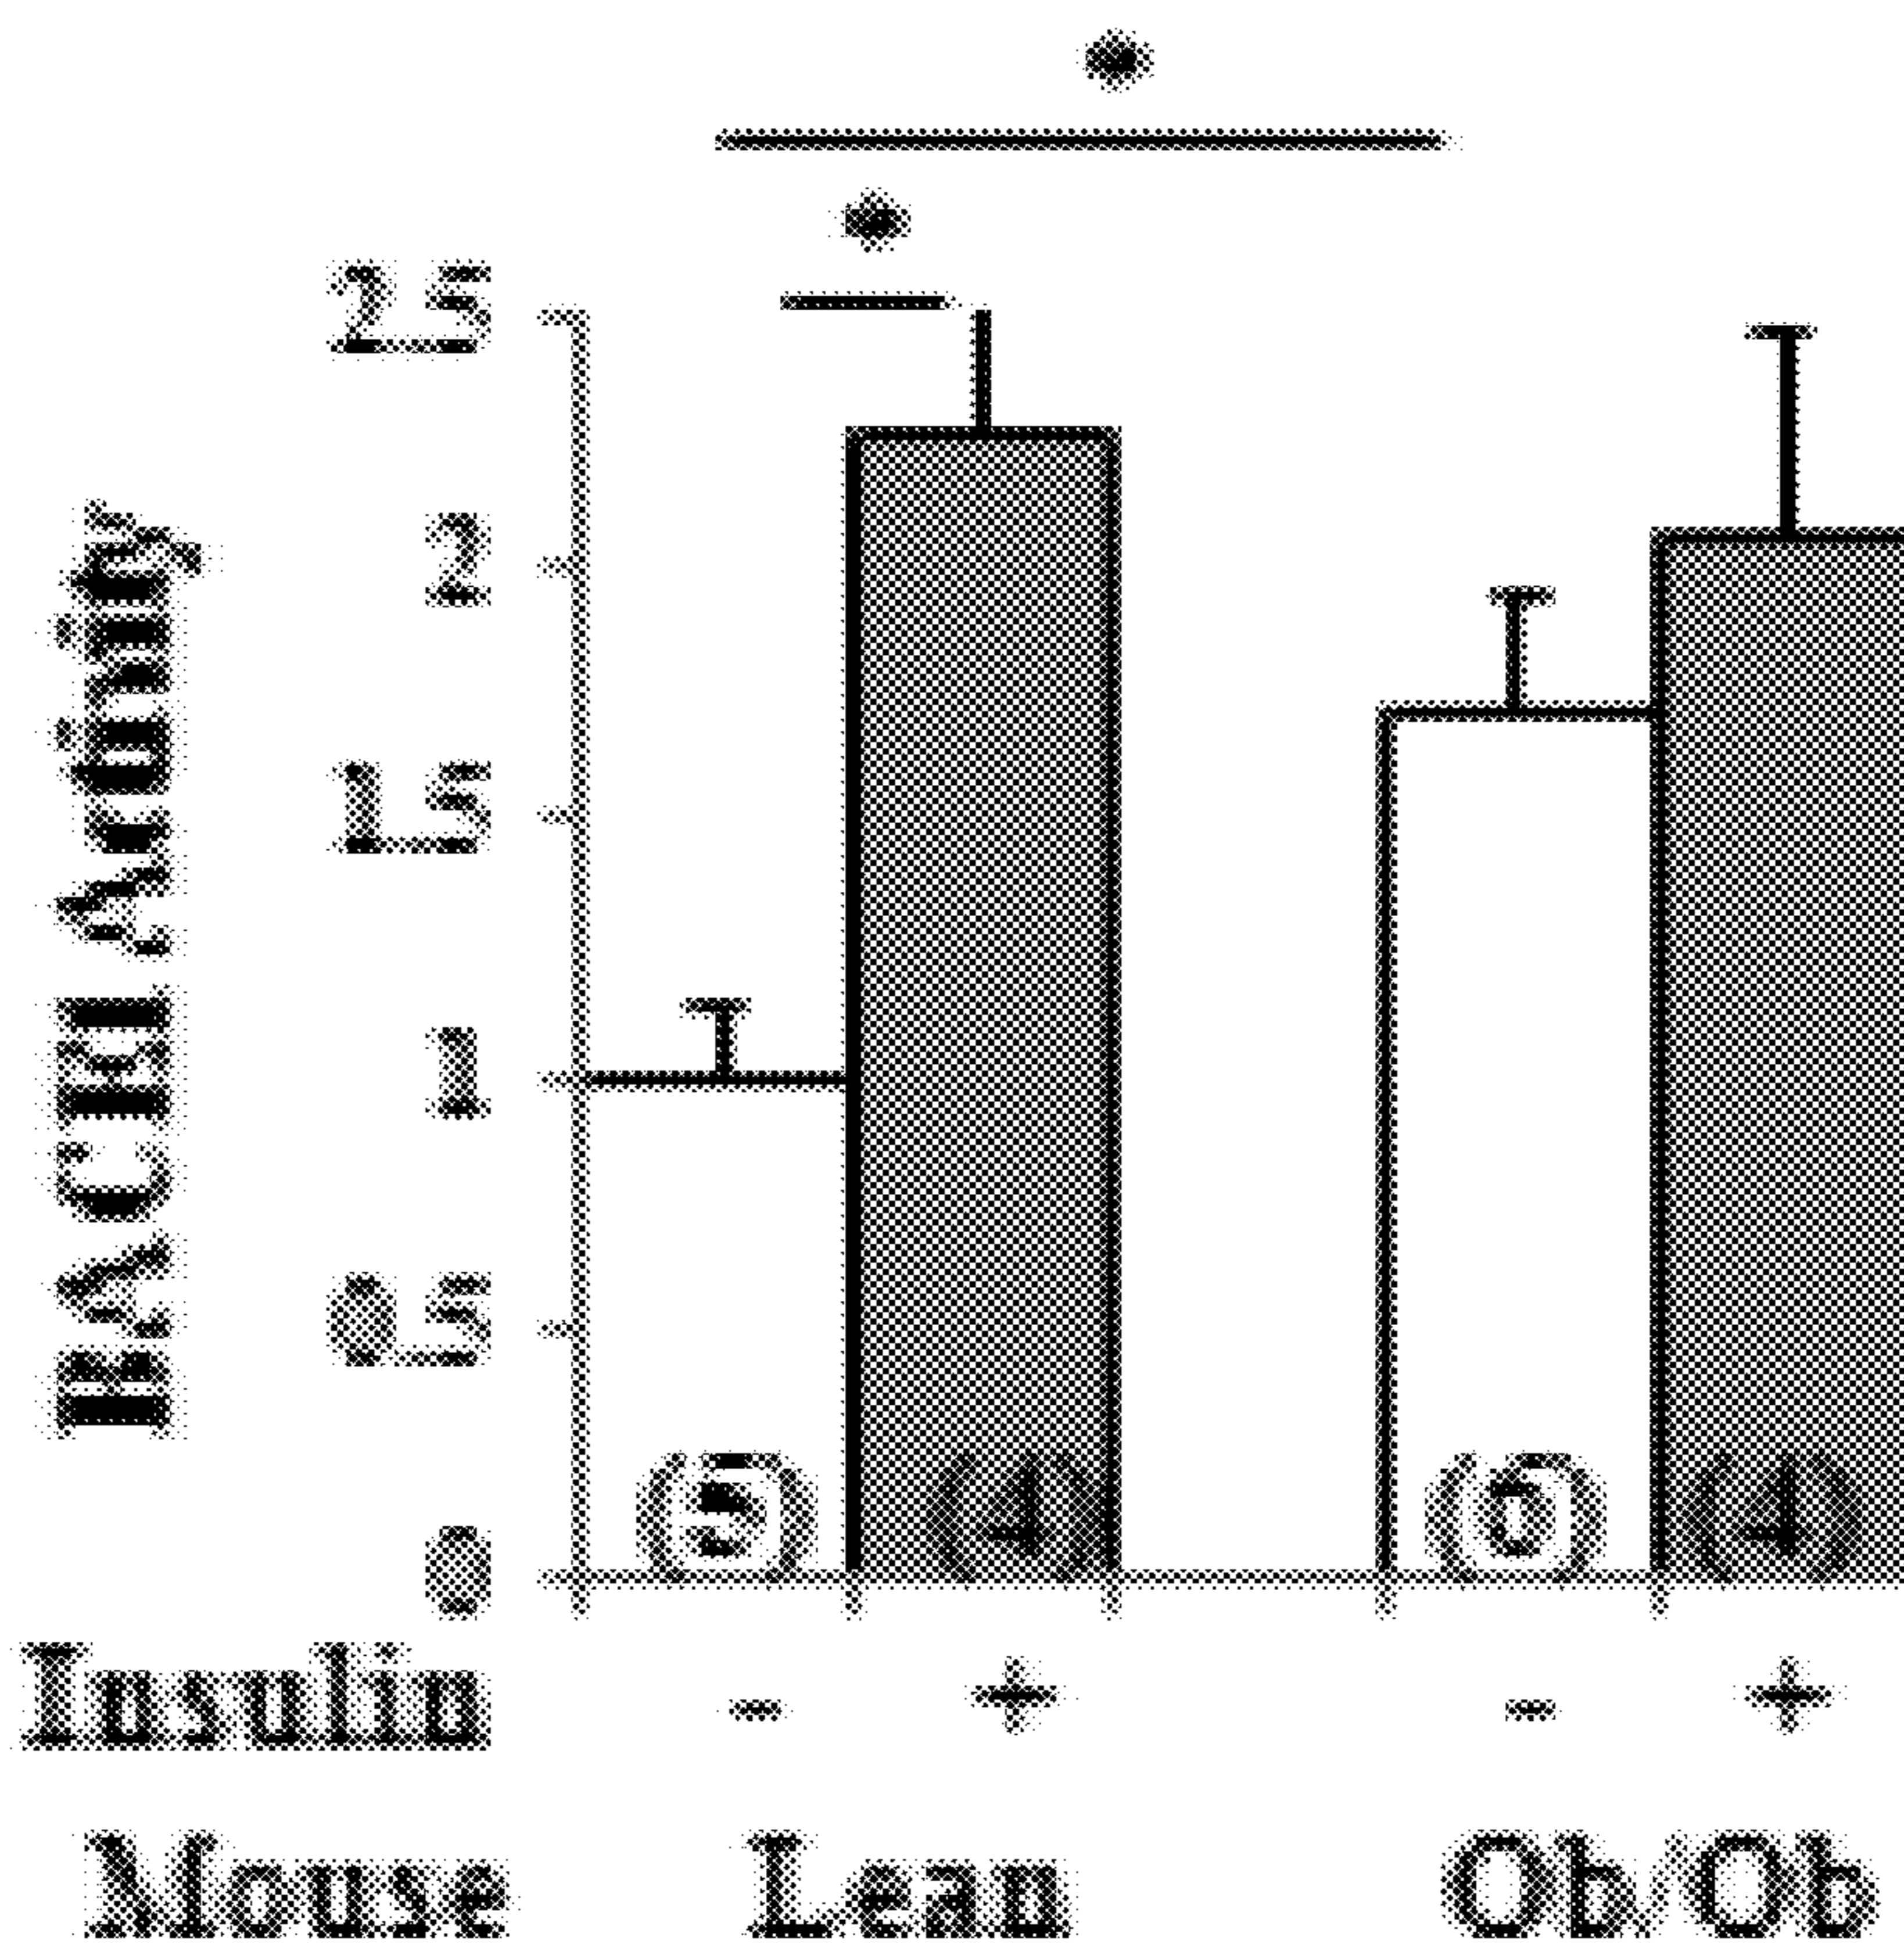 *
*
BACHL Activity
2.5
2
1.5
1
0.5
0
(5) (4) (6) (4)
Insulin - + - +
Mouse Lean Ob/Ob